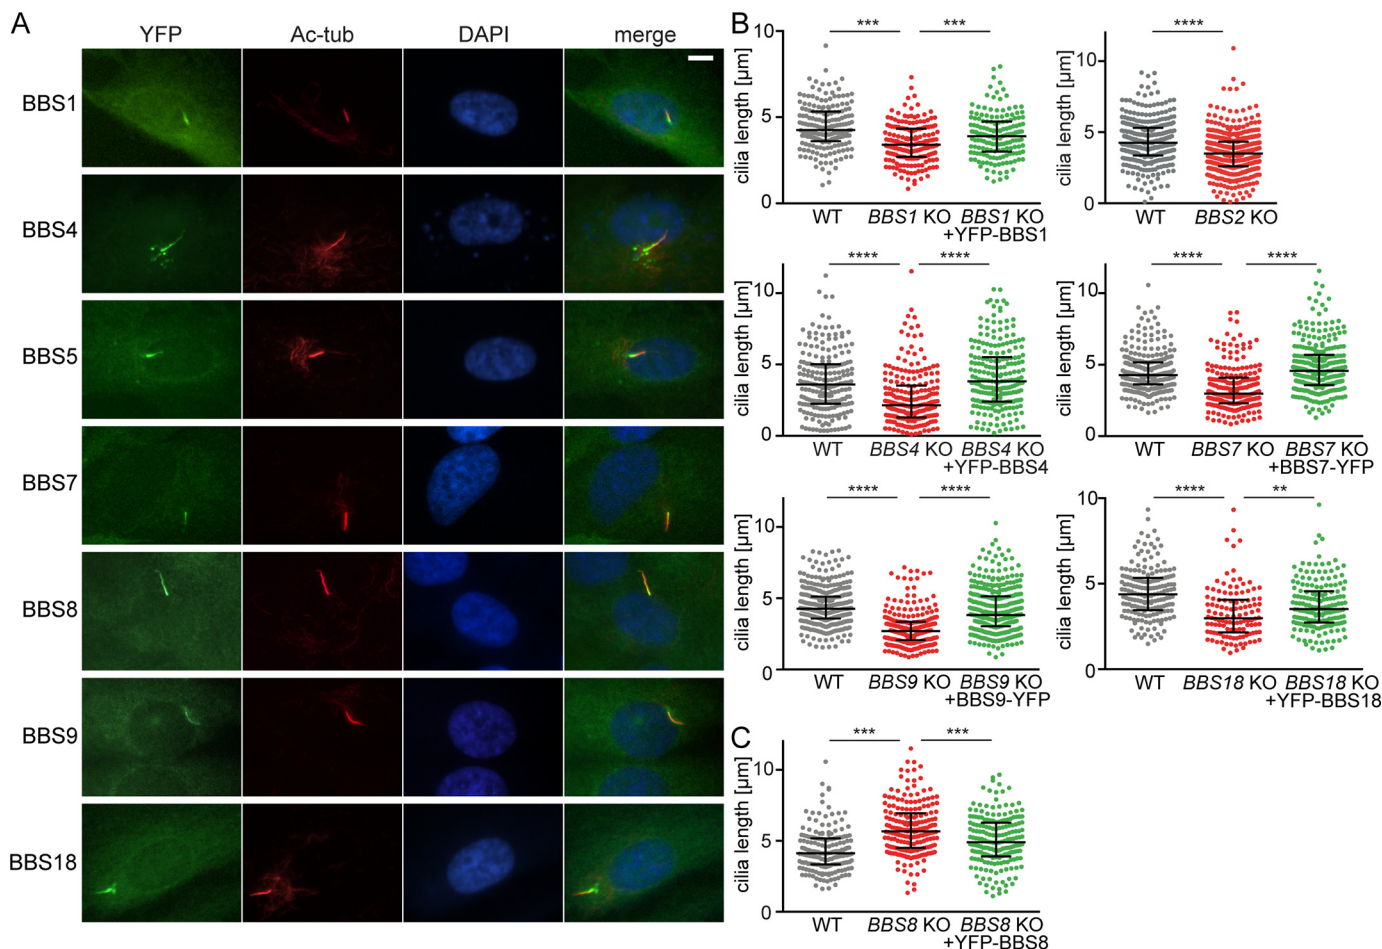 A
YFP
Ac-tub
DAPI
merge
BBS1
BBS4
BBS5
BBS7
BBS8
BBS9
BBS18
B
cilia length [µm]
10
5
0
***
***
WT
BBS1 KO
BBS1 KO
+YFP-BBS1
cilia length [µm]
10
5
0
****
WT
BBS2 KO
cilia length [µm]
10
5
0
****
****
WT
BBS4 KO
BBS4 KO
+YFP-BBS4
cilia length [µm]
10
5
0
****
****
WT
BBS7 KO
BBS7 KO
+BBS7-YFP
cilia length [µm]
10
5
0
****
****
WT
BBS9 KO
BBS9 KO
+BBS9-YFP
cilia length [µm]
10
5
0
****
**
WT
BBS18 KO
BBS18 KO
+YFP-BBS18
C
cilia length [µm]
10
5
0
***
***
WT
BBS8 KO
BBS8 KO
+YFP-BBS8